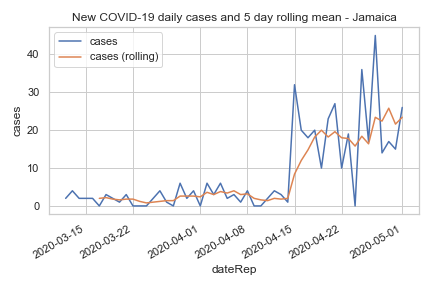 New COVID-19 daily cases and 5 day rolling mean - Jamaica
cases
cases (rolling)
40
30
20
10
0
cases
2020-03-15
2020-03-22
2020-04-01
2020-04-08
2020-04-15
2020-04-22
2020-05-01
dateRep